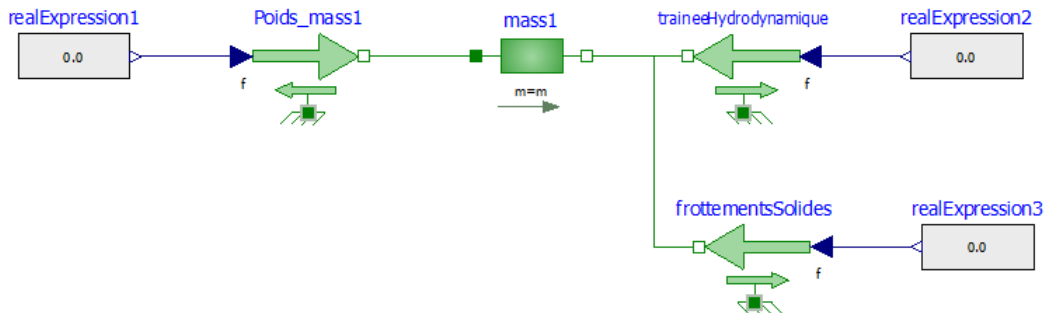 realExpression1
Poids_mass1
mass1
traineeHydrodynamique
realExpression2
0.0
f
m=m
f
0.0
frottementsSolides
realExpression3
f
0.0